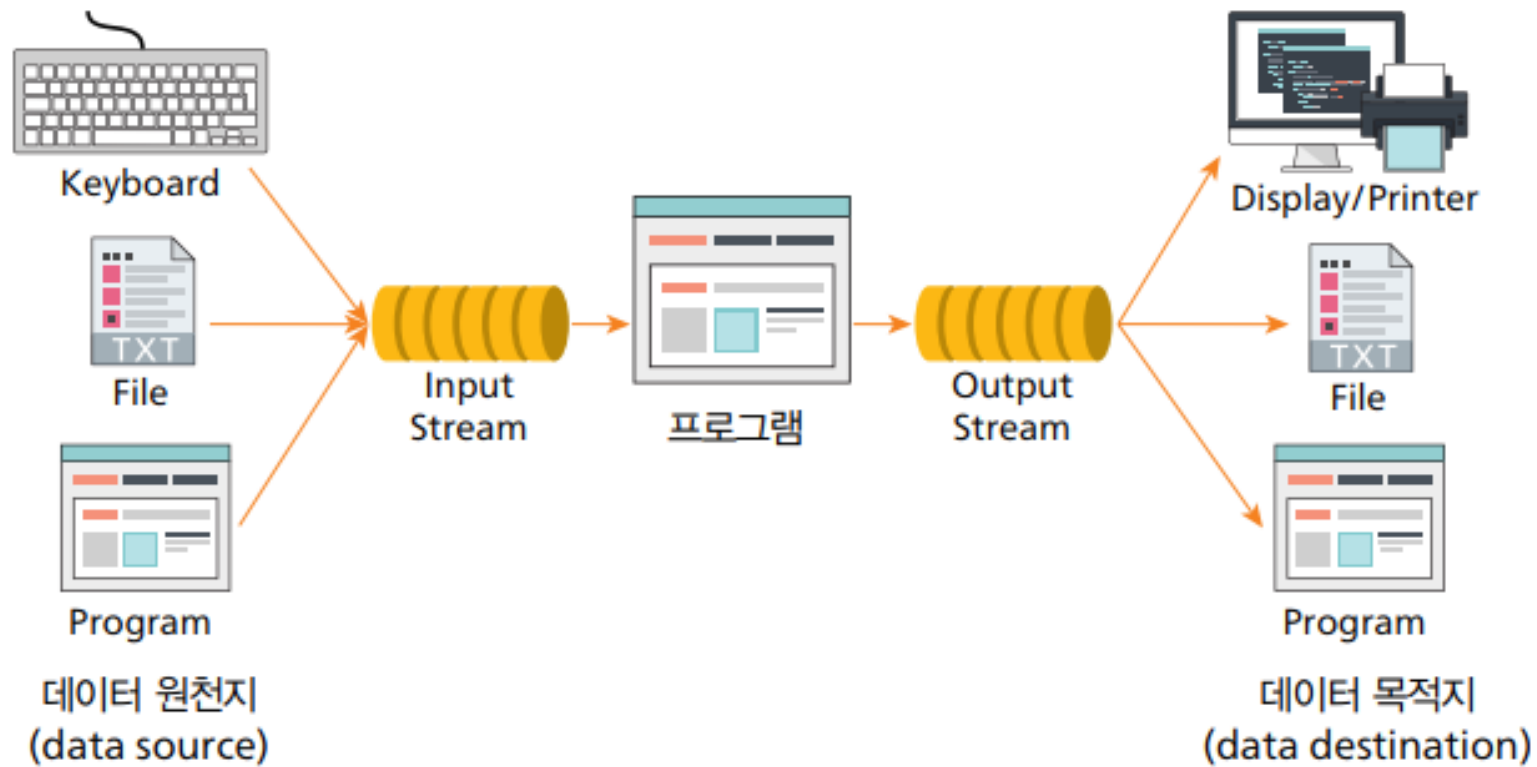 Keyboard
TXT
File
Program
데이터 원천지
(data source)
Input
Stream
프로그램
Output
Stream
Display/Printer
TXT
File
Program
데이터 목적지
(data destination)